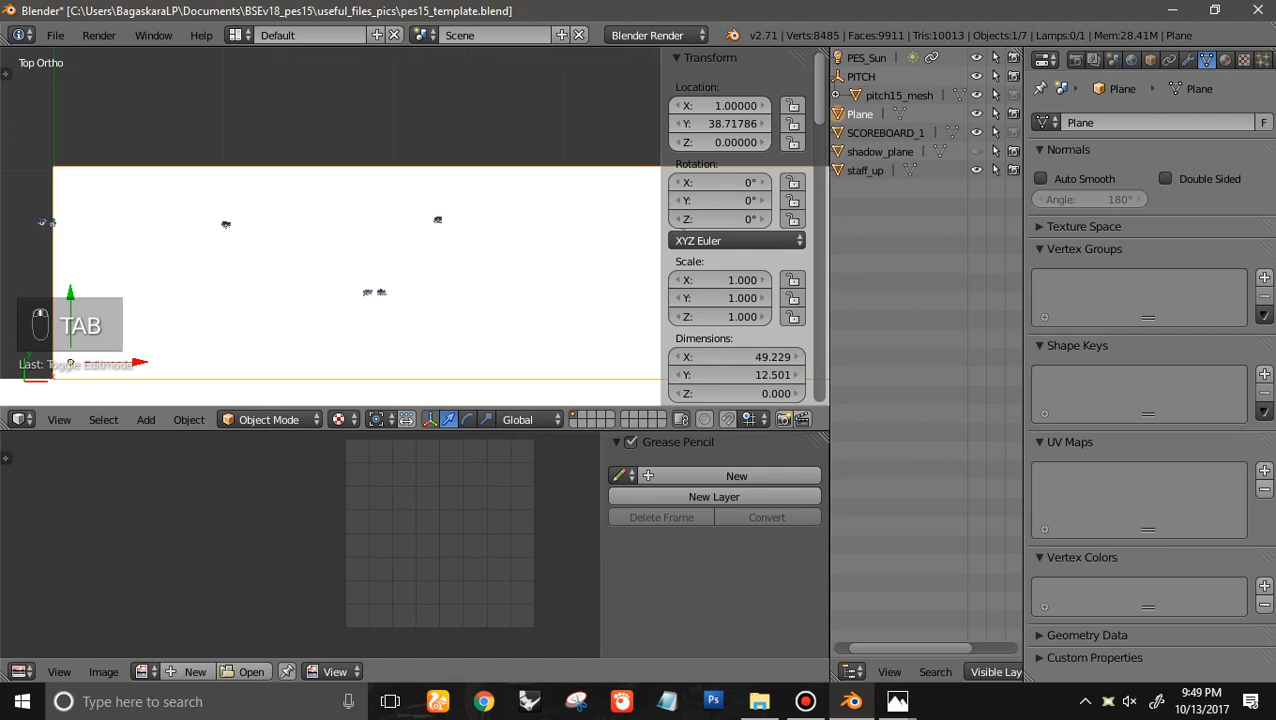 Blender* [C:\Users\BagaskaraLP\Documents\BSEv18_pes15\useful_files_pics\pes15_template.blend]
File Render Window Help Default Scene Blender Render v2.71 | Verts:8485 | Faces:9911 | Tris:10013 | Objects:1/7 | Lamps:0/1 | Mem:28.41M | Plane
Top Ortho
TAB
Last: Toggle Editmode
Transform
Location:
X: 1.00000
Y: 38.71786
Z: 0.00000
Rotation:
X: 0°
Y: 0°
Z: 0°
XYZ Euler
Scale:
X: 1.000
Y: 1.000
Z: 1.000
Dimensions:
X: 49.229
Y: 12.501
Z: 0.000
View Select Add Object Object Mode Global
Grease Pencil
New
New Layer
Delete Frame Convert
View Image New Open View
PES_Sun
PITCH
pitch15_mesh
Plane
SCOREBOARD_1
shadow_plane
staff_up
View Search Visible Lay
Plane Plane
Plane F
Normals
Auto Smooth Double Sided
Angle: 180°
Texture Space
Vertex Groups
Shape Keys
UV Maps
Vertex Colors
Geometry Data
Custom Properties
Type here to search
Ps
9:49 PM
10/13/2017